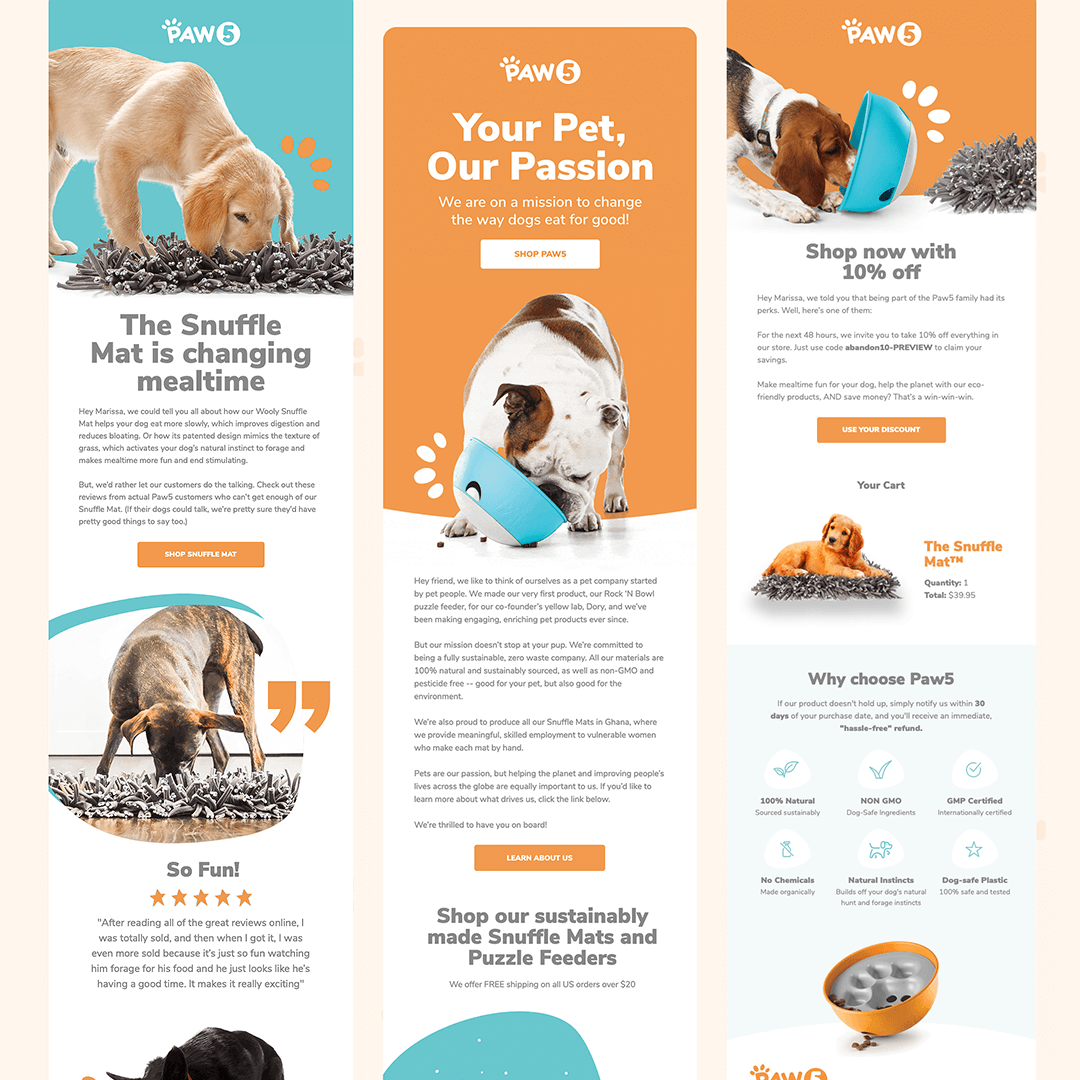 PAW5
The Snuffle
Mat is changing
mealtime
Hey Marissa, we could tell you all about how our Wooly Snuffle
Mat helps your dog eat more slowly, which improves digestion and
reduces bloating. Or how its patented design mimics the texture of
grass, which activates your dog's natural instinct to forage and
makes mealtime more fun and end stimulating.
But, we'd rather let our customers do the talking. Check out these
reviews from actual Paw5 customers who can't get enough of our
Snuffle Mat. (If their dogs could talk, we're pretty sure they'd have
pretty good things to say too.)
SHOP SNUFFLE MAT
So Fun!
"After reading all of the great reviews online, I
was totally sold, and then when I got it, I was
even more sold because it's just so fun watching
him forage for his food and he just looks like he's
having a good time. It makes it really exciting"
PAW5
Your Pet,
Our Passion
We are on a mission to change
the way dogs eat for good!
SHOP PAW5
Hey friend, we like to think of ourselves as a pet company started
by pet people. We made our very first product, our Rock 'N Bowl
puzzle feeder, for our co-founder's yellow lab, Dory, and we've
been making engaging, enriching pet products ever since.
But our mission doesn't stop at your pup. We're committed to
being a fully sustainable, zero waste company. All our materials are
100% natural and sustainably sourced, as well as non-GMO and
pesticide free -- good for your pet, but also good for the
environment.
We're also proud to produce all our Snuffle Mats in Ghana, where
we provide meaningful, skilled employment to vulnerable women
who make each mat by hand.
Pets are our passion, but helping the planet and improving people's
lives across the globe are equally important to us. If you'd like to
learn more about what drives us, click the link below.
We're thrilled to have you on board!
LEARN ABOUT US
Shop our sustainably
made Snuffle Mats and
Puzzle Feeders
We offer FREE shipping on all US orders over $20
PAW5
Shop now with
10% off
Hey Marissa, we told you that being part of the Paw5 family had its
perks. Well, here's one of them:
For the next 48 hours, we invite you to take 10% off everything in
our store. Just use code abandon10-PREVIEW to claim your
savings.
Make mealtime fun for your dog, help the planet with our eco-
friendly products, AND save money? That's a win-win-win.
USE YOUR DISCOUNT
Your Cart
The Snuffle
Mat™
Quantity: 1
Total: $39.95
Why choose Paw5
If our product doesn't hold up, simply notify us within 30
days of your purchase date, and you'll receive an immediate,
"hassle-free" refund.
100% Natural
Sourced sustainably
NON GMO
Dog-Safe Ingredients
GMP Certified
Internationally certified
No Chemicals
Made organically
Natural Instincts
Builds off your dog's natural
hunt and forage instincts
Dog-safe Plastic
100% safe and tested
PAW5